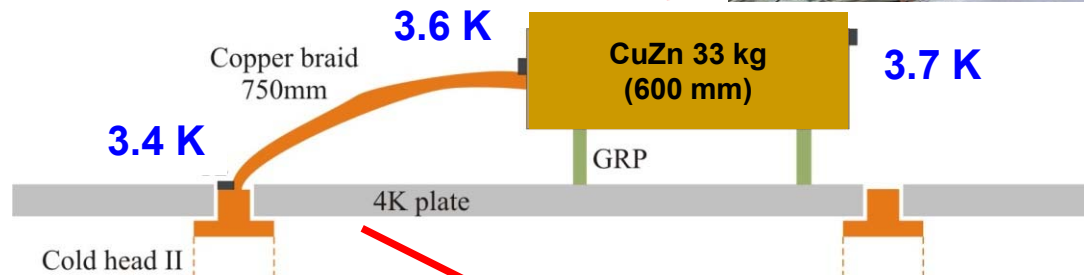 3.6 K
Copper braid
750mm
CuZn 33 kg
(600 mm)
3.7 K
3.4 K
GRP
4K plate
Cold head II